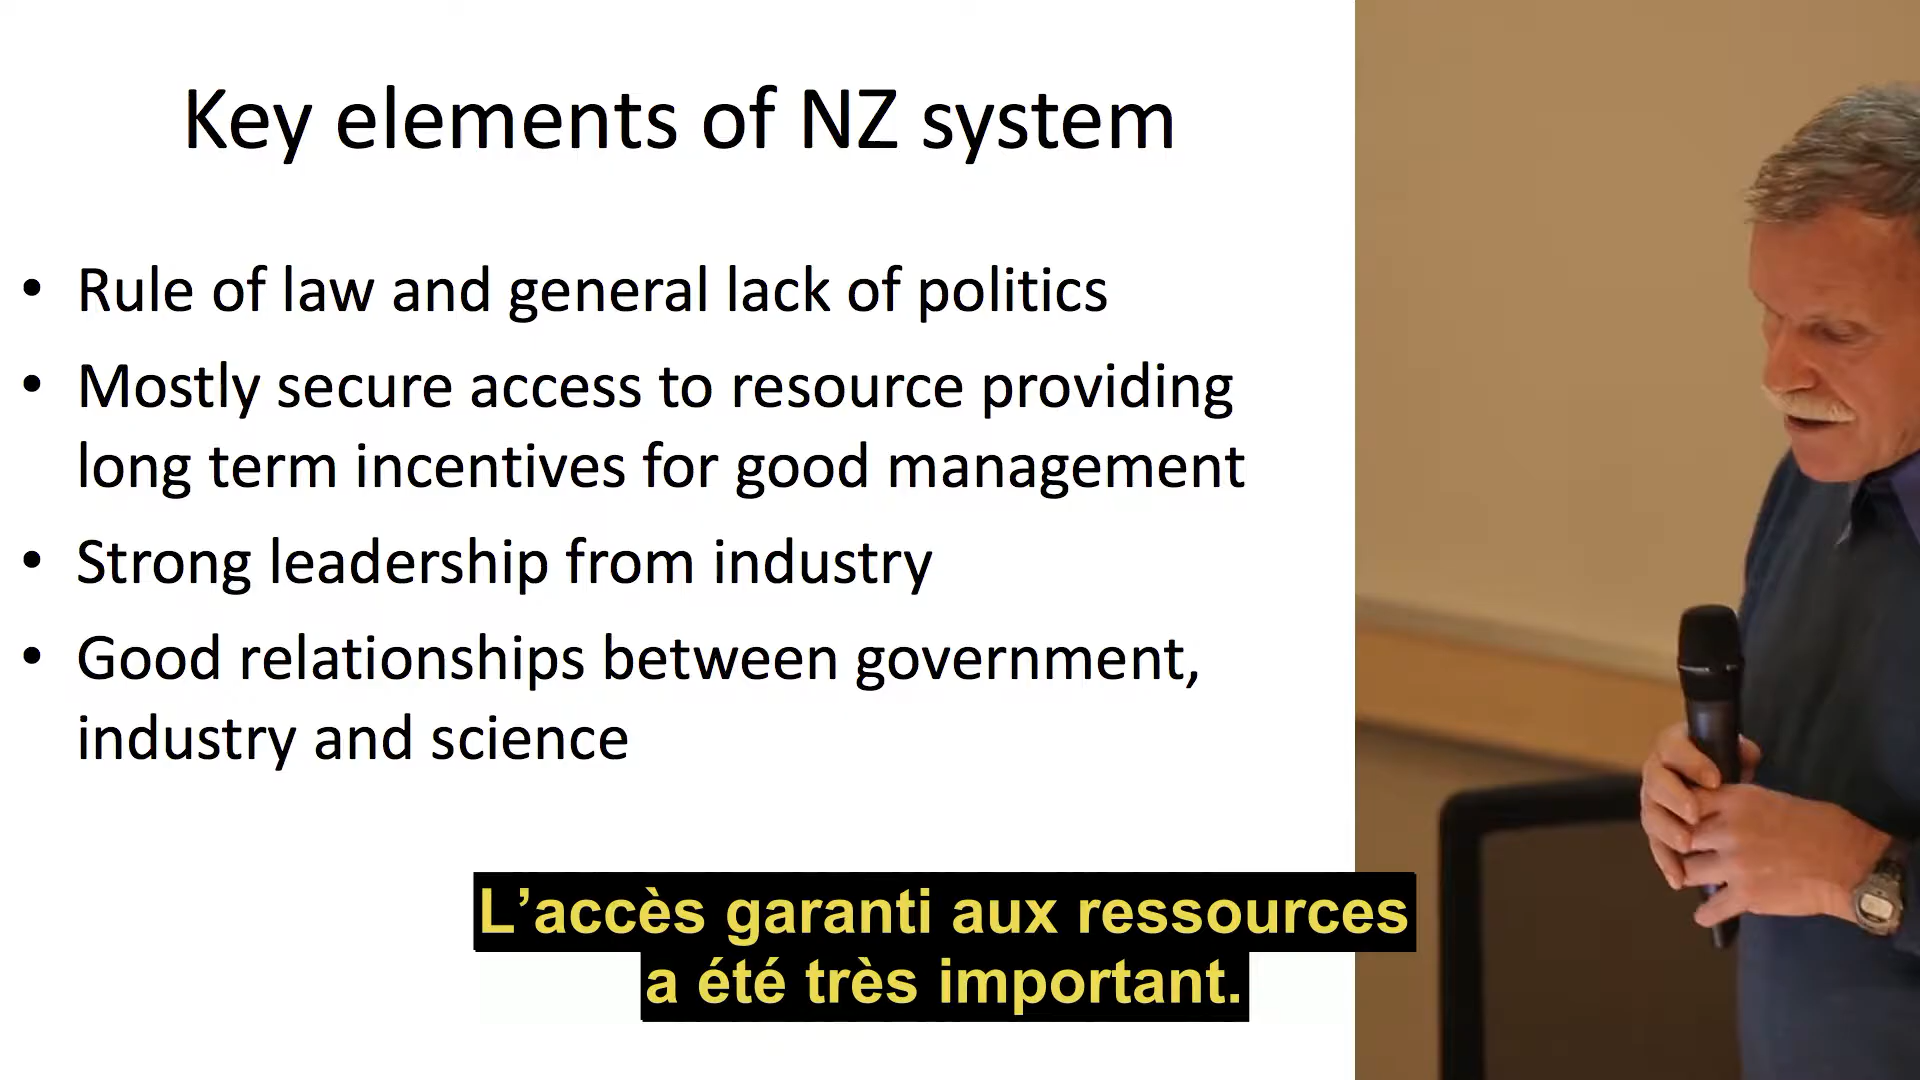 Key elements of NZ system
• Rule of law and general lack of politics
• Mostly secure access to resource providing
long term incentives for good management
• Strong leadership from industry
• Good relationships between government,
industry and science
L’accès garanti aux ressources
a été très important.